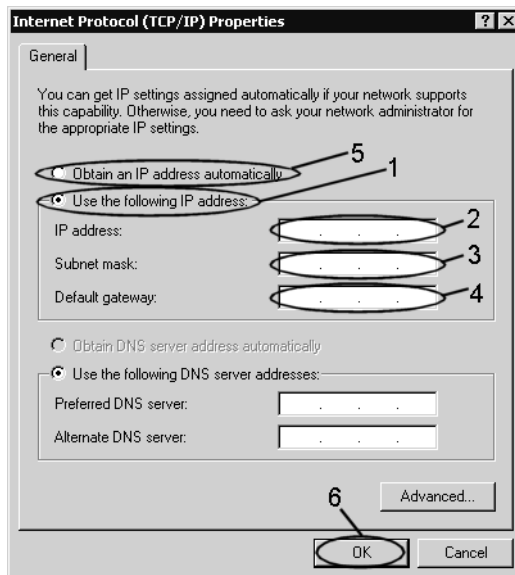 Internet Protocol (TCP/IP) Properties
General
You can get IP settings assigned automatically if your network supports
this capability. Otherwise, you need to ask your network administrator for
the appropriate IP settings.
5
Obtain an IP address automatically
1
Use the following IP address:
IP address:
2
Subnet mask:
3
Default gateway:
4
Obtain DNS server address automatically
Use the following DNS server addresses:
Preferred DNS server:
Alternate DNS server:
Advanced...
6
OK
Cancel